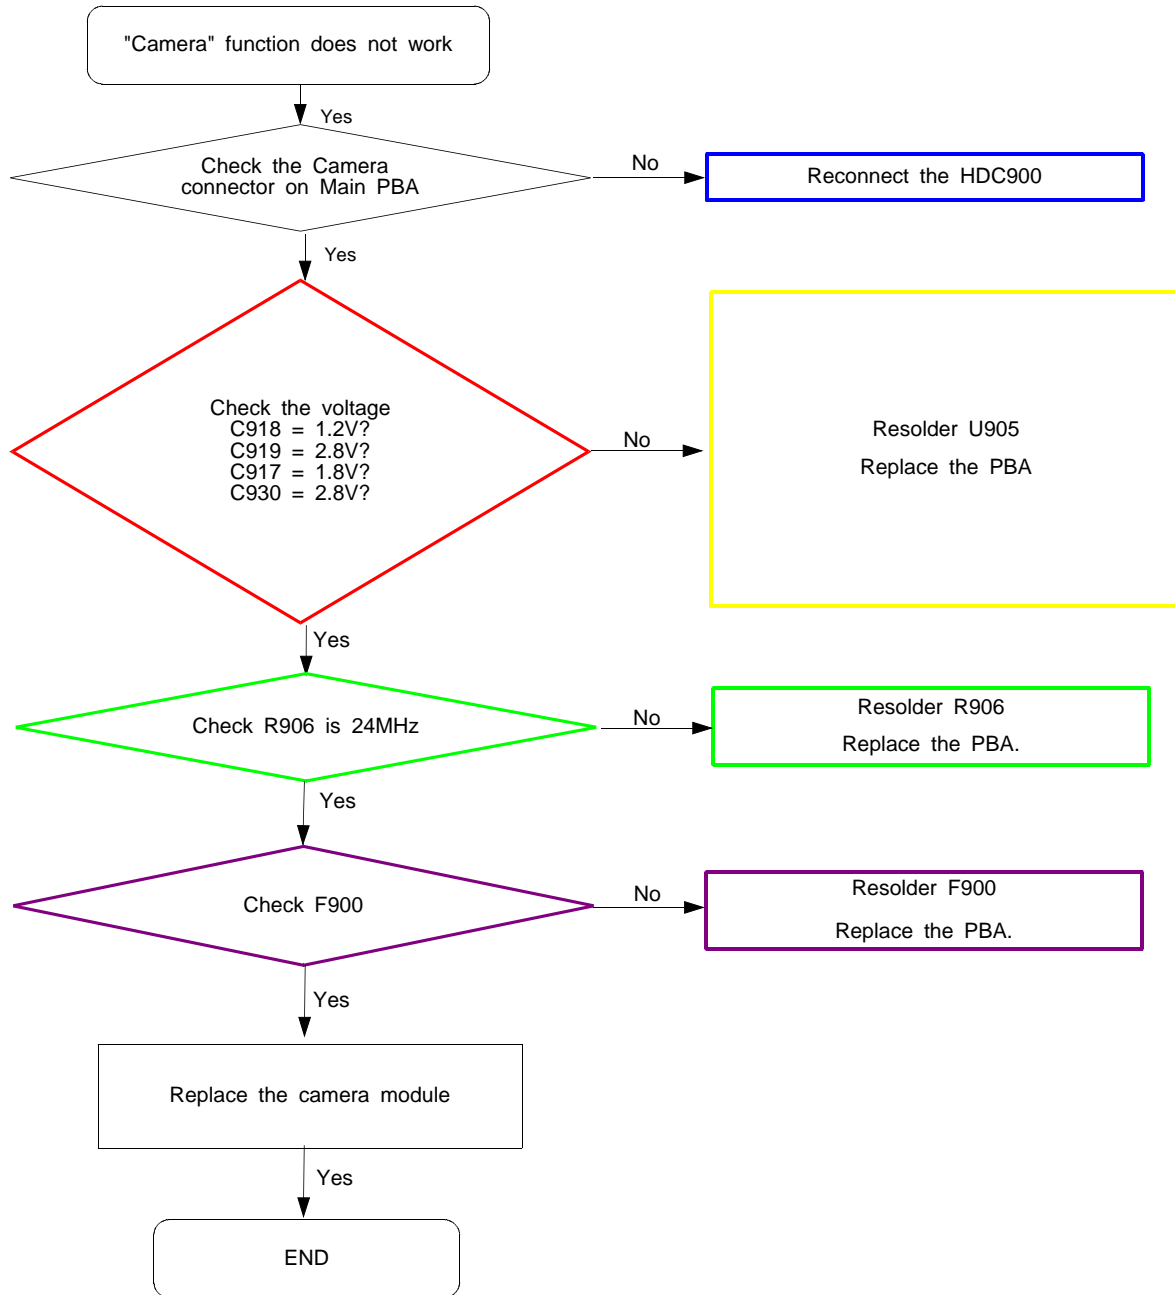 "Camera" function does not work
Yes
Check the Camera
connector on Main PBA
No
Reconnect the HDC900
Yes
Check the voltage
C918 = 1.2V?
C919 = 2.8V?
C917 = 1.8V?
C930 = 2.8V?
No
Resolder U905
Replace the PBA
Yes
Check R906 is 24MHz
No
Resolder R906
Replace the PBA.
Yes
Check F900
No
Resolder F900
Replace the PBA.
Yes
Replace the camera module
Yes
END